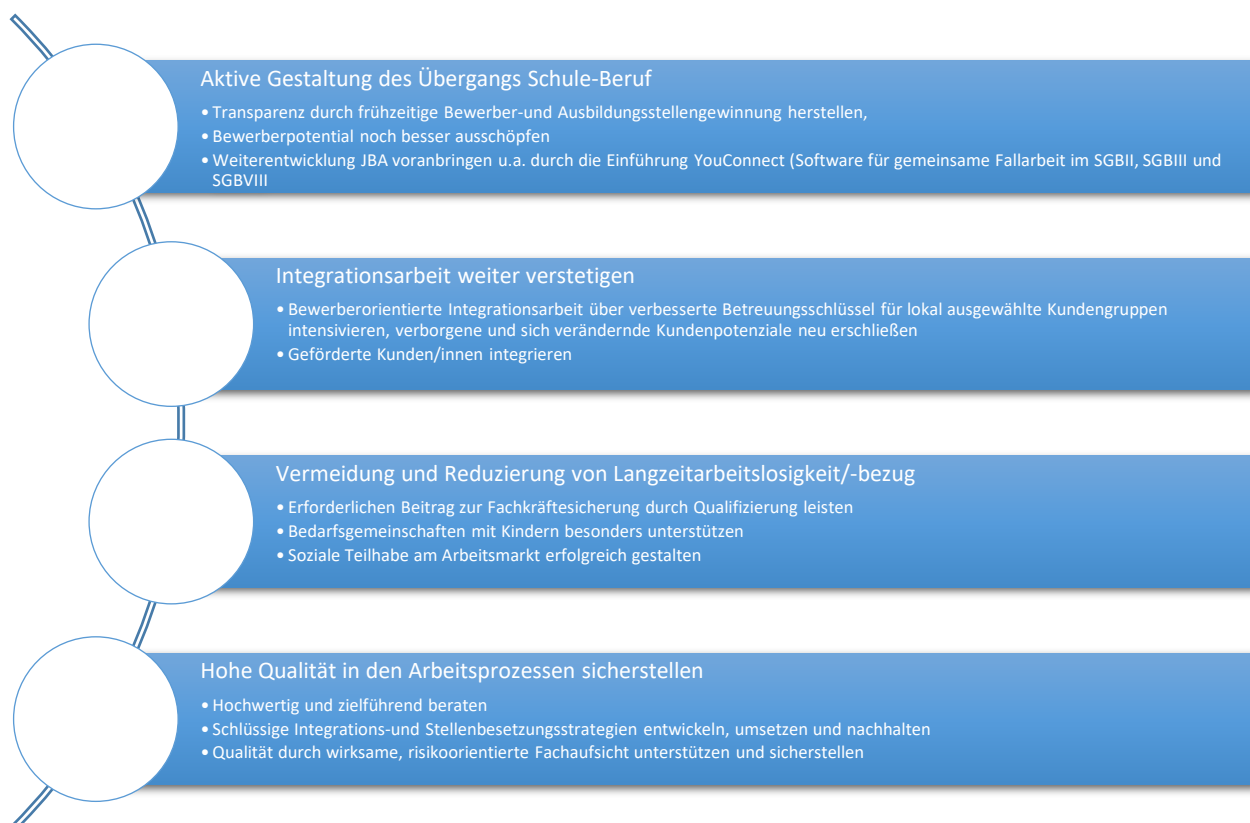 Aktive Gestaltung des Übergangs Schule-Beruf
• Transparenz durch frühzeitige Bewerber-und Ausbildungsstellengewinnung herstellen,
• Bewerberpotential noch besser ausschöpfen
• Weiterentwicklung JBA voranbringen u.a. durch die Einführung YouConnect (Software für gemeinsame Fallarbeit im SGBII, SGBIII und
SGBVIII
Integrationsarbeit weiter verstetigen
• Bewerberorientierte Integrationsarbeit über verbesserte Betreuungsschlüssel für lokal ausgewählte Kundengruppen
intensivieren, verborgene und sich verändernde Kundenpotenziale neu erschließen
• Geförderte Kunden/innen integrieren
Vermeidung und Reduzierung von Langzeitarbeitslosigkeit/-bezug
• Erforderlichen Beitrag zur Fachkräftesicherung durch Qualifizierung leisten
• Bedarfsgemeinschaften mit Kindern besonders unterstützen
• Soziale Teilhabe am Arbeitsmarkt erfolgreich gestalten
Hohe Qualität in den Arbeitsprozessen sicherstellen
• Hochwertig und zielführend beraten
• Schlüssige Integrations-und Stellenbesetzungsstrategien entwickeln, umsetzen und nachhalten
• Qualität durch wirksame, risikoorientierte Fachaufsicht unterstützen und sicherstellen